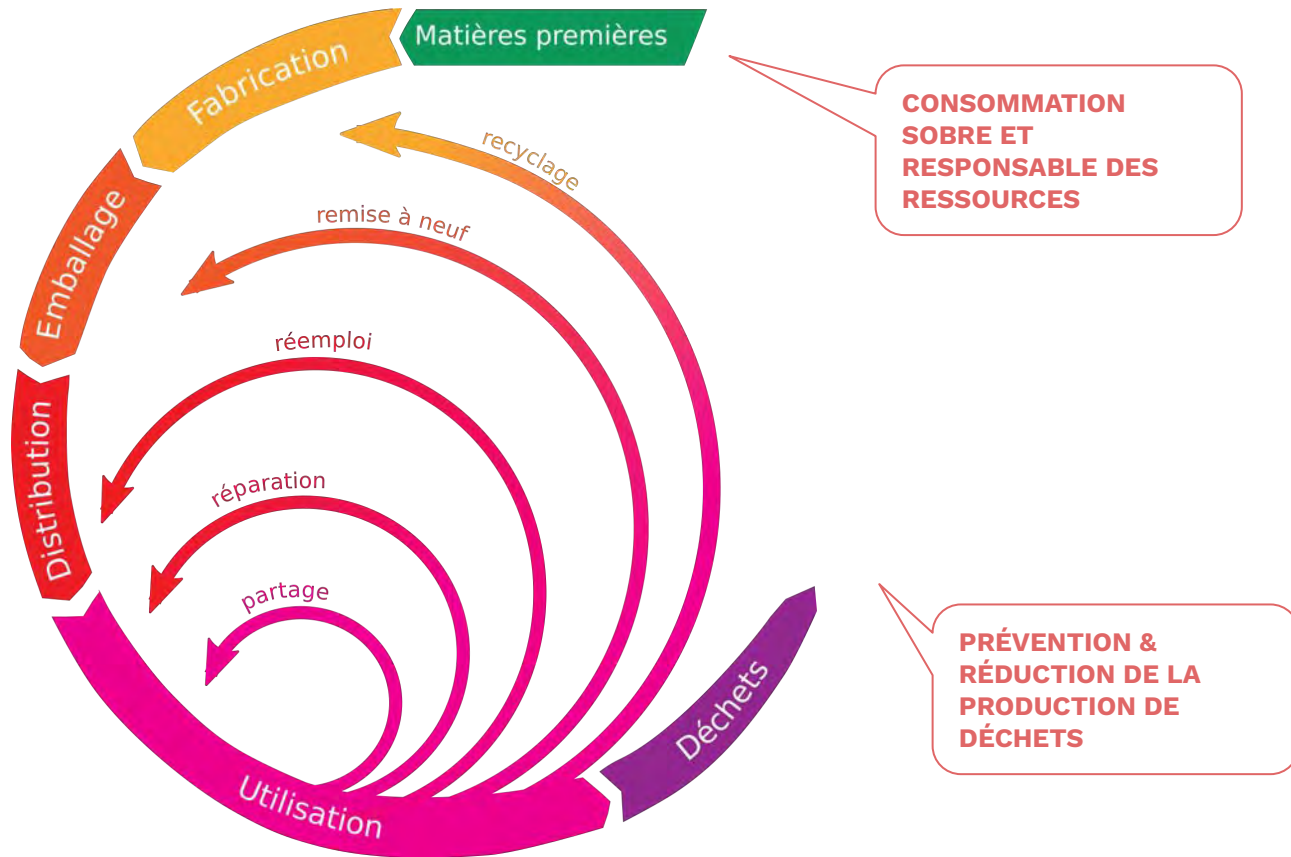 Matières premières
Fabrication
CONSOMMATION
SOBRE ET
RESPONSABLE DES
RESSOURCES
recyclage
remise à neuf
Emballage
réemploi
Distribution
réparation
partage
PRÉVENTION &
RÉDUCTION DE LA
PRODUCTION DE
DÉCHETS
Déchets
Utilisation